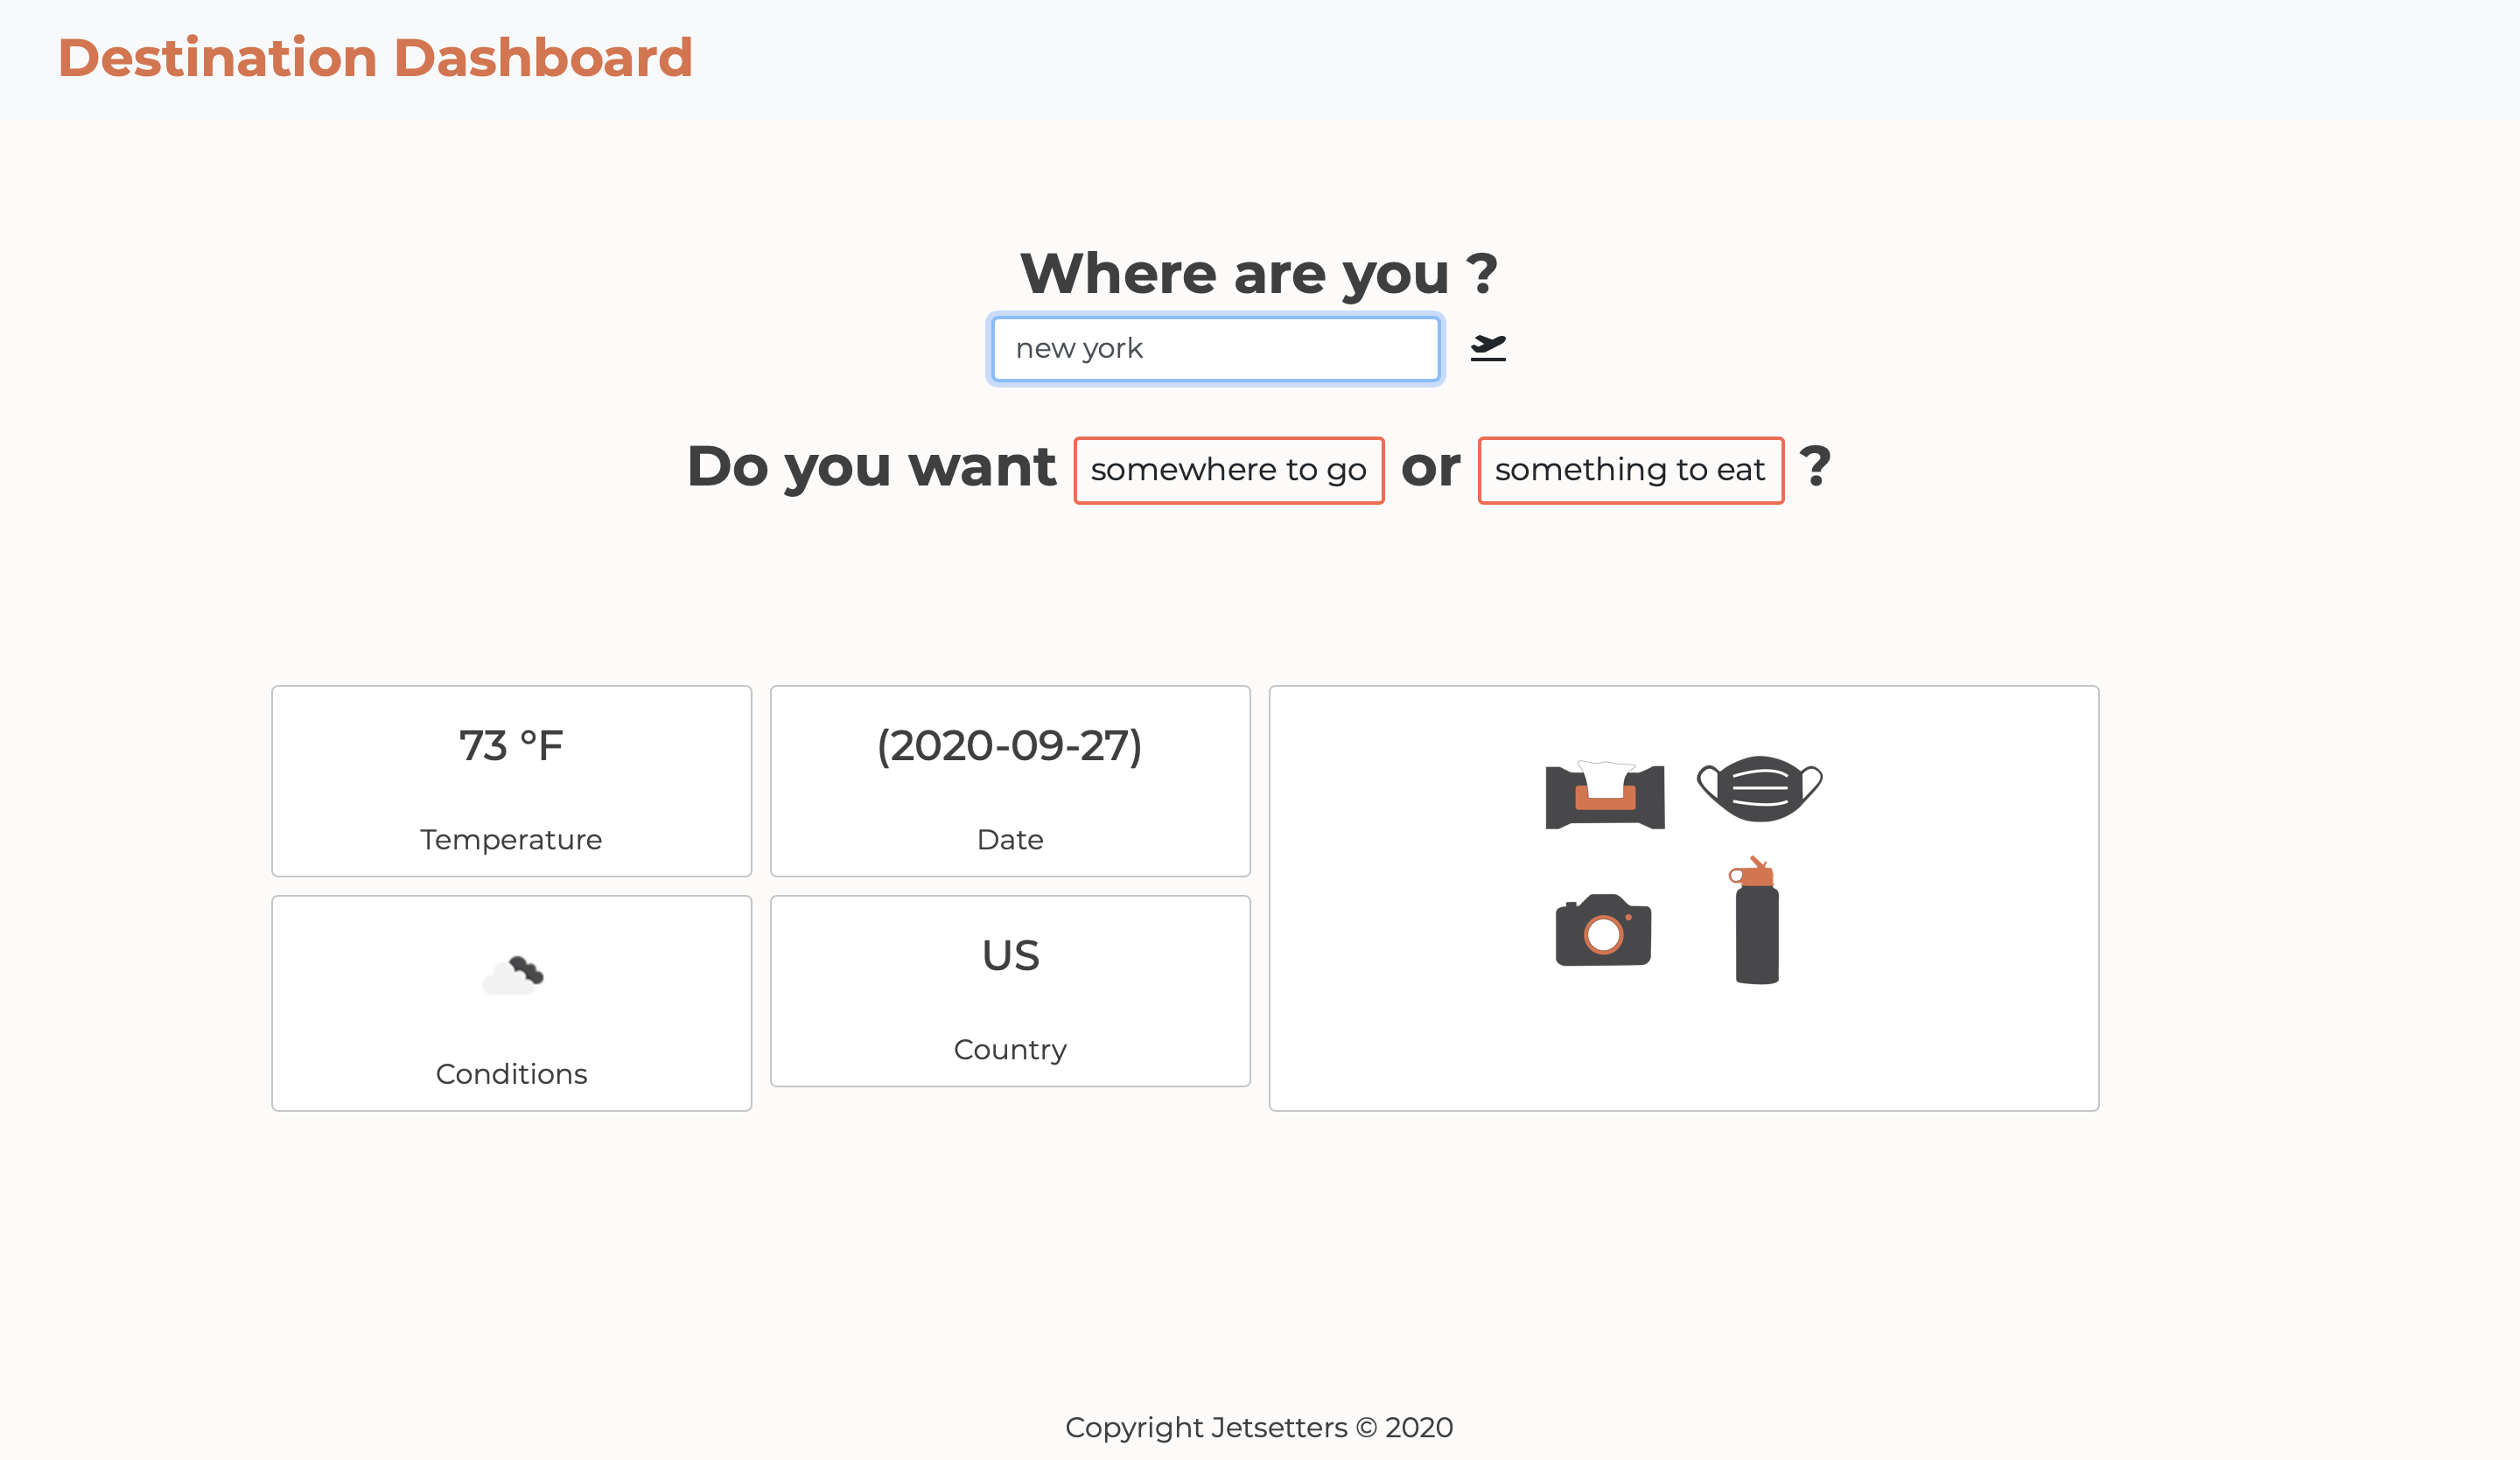 Destination Dashboard
Where are you ?
new york
Do you want somewhere to go or something to eat ?
73 °F
Temperature
(2020-09-27)
Date
Conditions
US
Country
Copyright Jetsetters © 2020